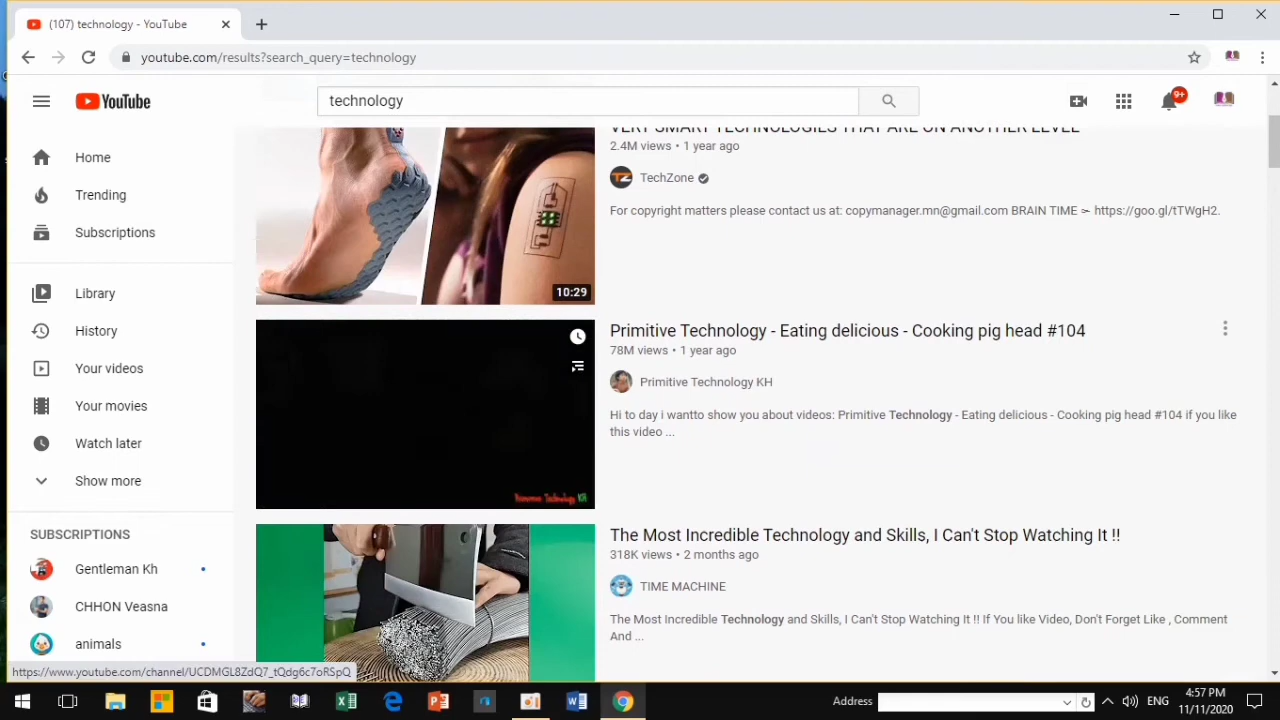 (107) technology - YouTube
youtube.com/results?search_query=technology
YouTube
technology
9+
Home
Trending
Subscriptions
Library
History
Your videos
Your movies
Watch later
Show more
SUBSCRIPTIONS
Gentleman Kh
CHHON Veasna
animals
VERY SMART TECHNOLOGIES THAT ARE ON ANOTHER LEVEL
2.4M views • 1 year ago
TZ
TechZone
For copyright matters please contact us at: copymanager.mn@gmail.com BRAIN TIME ➣ https://goo.gl/tTWgH2.
10:29
Primitive Technology - Eating delicious - Cooking pig head #104
78M views • 1 year ago
Primitive Technology KH
Hi to day i wantto show you about videos: Primitive Technology - Eating delicious - Cooking pig head #104 if you like
this video ...
Primitive Technology KH
The Most Incredible Technology and Skills, I Can't Stop Watching It !!
318K views • 2 months ago
TIME MACHINE
The Most Incredible Technology and Skills, I Can't Stop Watching It !! If You like Video, Don't Forget Like , Comment
And ...
https://www.youtube.com/channel/UCDMGL8ZdQ7_tQdg6c7oRSpQ
Address
ENG
4:57 PM
11/11/2020